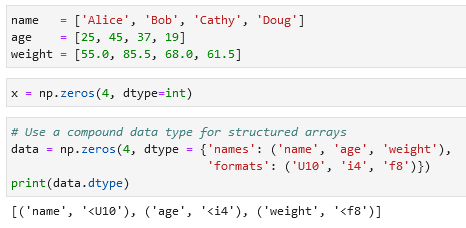 name   = ['Alice', 'Bob', 'Cathy', 'Doug']
age    = [25, 45, 37, 19]
weight = [55.0, 85.5, 68.0, 61.5]
x = np.zeros(4, dtype=int)
# Use a compound data type for structured arrays
data = np.zeros(4, dtype = {'names': ('name', 'age', 'weight'),
                            'formats': ('U10', 'i4', 'f8')})
print(data.dtype)
[('name', '<U10'), ('age', '<i4'), ('weight', '<f8')]